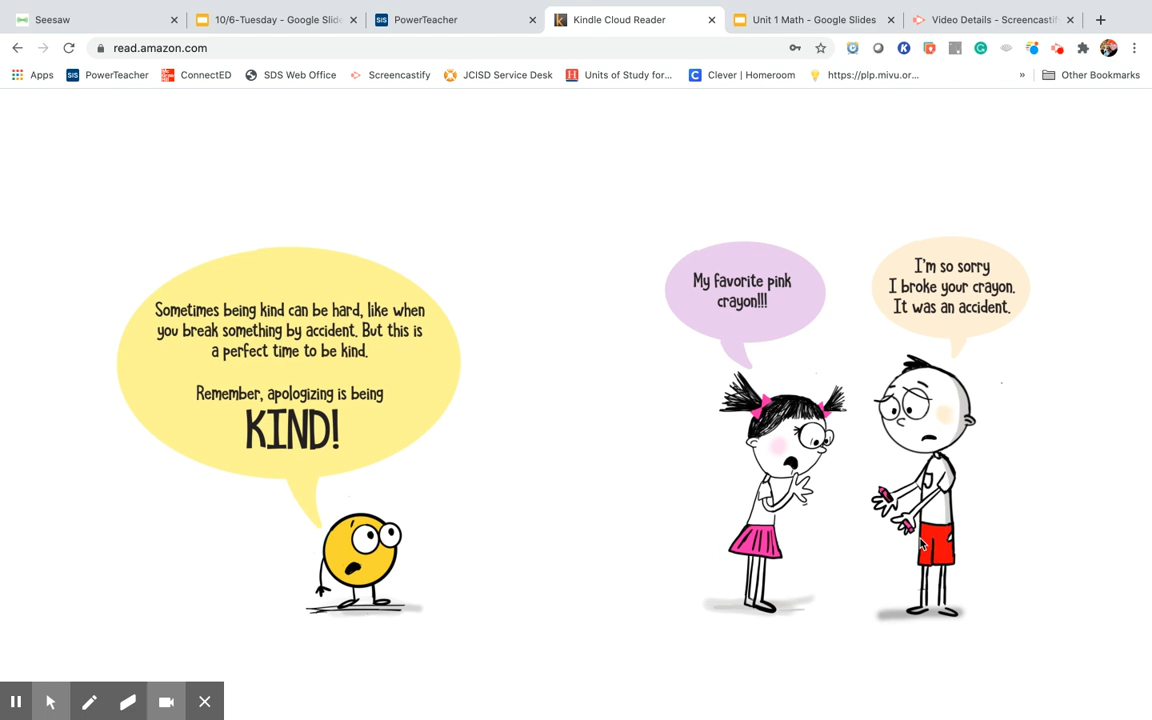 Seesaw
10/6-Tuesday - Google Slide
PowerTeacher
Kindle Cloud Reader
Unit 1 Math - Google Slides
Video Details - Screencastif
read.amazon.com
Apps
SIS PowerTeacher
ConnectED
SDS Web Office
Screencastify
JCISD Service Desk
Units of Study for...
Clever | Homeroom
https://plp.mivu.or...
» Other Bookmarks
Sometimes being kind can be hard, like when
you break something by accident. But this is
a perfect time to be kind.
Remember, apologizing is being
KIND!
My favorite pink
crayon!!!
I'm so sorry
I broke your crayon.
It was an accident.